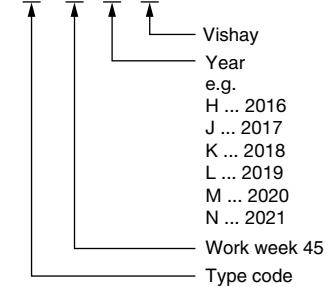 Vishay
Year
e.g.
H ... 2016
J ... 2017
K ... 2018
L ... 2019
M ... 2020
N ... 2021
Work week 45
Type code